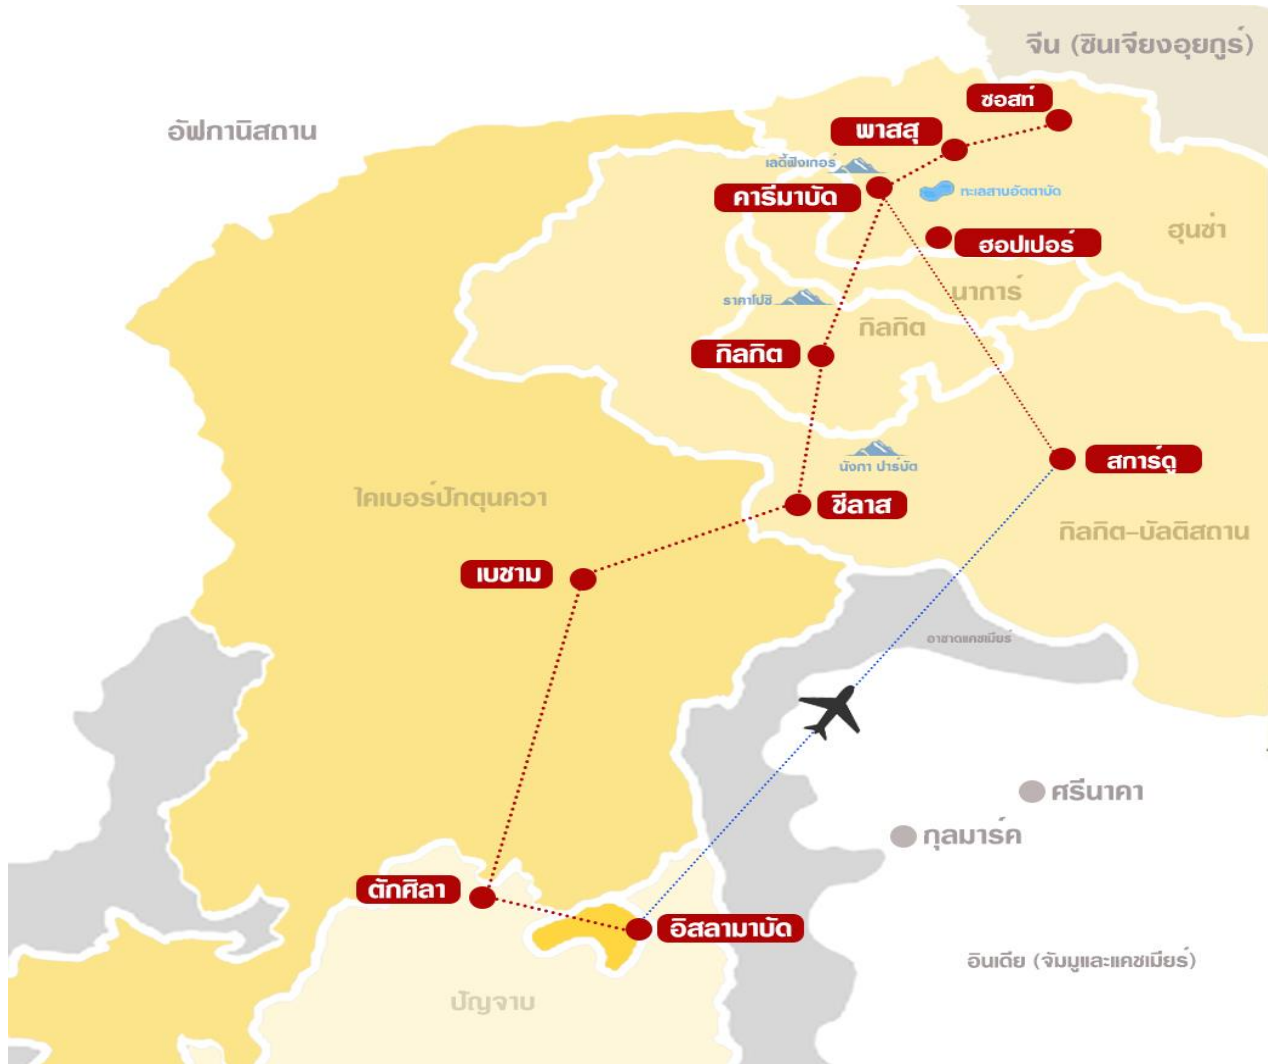 จีน (ซินเจียงอุยกูร์)
ซอสท์
อัฟกานิสถาน
พาสสุ
เลดี้ฟิงเกอร์
คารีมาบัด
ทะเลสาบอัตตาบัด
ฮุนซ่า
ฮอปเปอร์
นาการ์
ราคาโปชิ
กิลกิต
กิลกิต
สการ์ดู
นังกา ปาร์บัต
ไคเบอร์ปักตุนควา
ชีลาส
กิลกิต-บัลติสถาน
เบชาม
อาซาดแคชเมียร์
ศรีนาคา
กุลมาร์ค
ตักศิลา
อิสลามาบัด
อินเดีย (จัมมูและแคชเมียร์)
ปัญจาบ